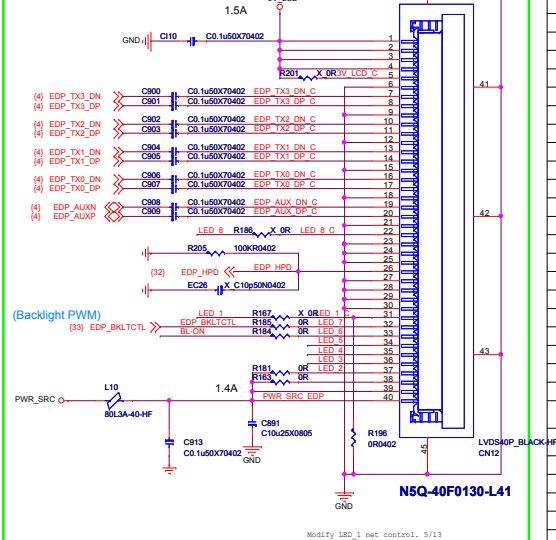 1.5A
GND CI10 C0.1u50X70402
R201 X_0R 3V_LCD_C
{4} EDP_TX3_DN C900 C0.1u50X70402 EDP_TX3_DN_C
{4} EDP_TX3_DP C901 C0.1u50X70402 EDP_TX3_DP_C
{4} EDP_TX2_DN C902 C0.1u50X70402 EDP_TX2_DN_C
{4} EDP_TX2_DP C903 C0.1u50X70402 EDP_TX2_DP_C
{4} EDP_TX1_DN C904 C0.1u50X70402 EDP_TX1_DN_C
{4} EDP_TX1_DP C905 C0.1u50X70402 EDP_TX1_DP_C
{4} EDP_TX0_DN C906 C0.1u50X70402 EDP_TX0_DN_C
{4} EDP_TX0_DP C907 C0.1u50X70402 EDP_TX0_DP_C
{4} EDP_AUXN C908 C0.1u50X70402 EDP_AUX_DN_C
{4} EDP_AUXP C909 C0.1u50X70402 EDP_AUX_DP_C
LED_8 R186 X_0R LED_8_C
R205 100KR0402
{32} EDP_HPD EDP_HPD
EC26 X_C10p50N0402
(Backlight PWM)
LED_1 R167 X_0R LED_1_C
{33} EDP_BKLTCTL EDP_BKLTCTL R185 0R LED_7
BL-ON R184 0R LED_6
LED_5
LED_4
LED_3
R181 0R LED_2
R163 0R
PWR_SRC L10 80L3A-40-HF 1.4A PWR_SRC_EDP
C913
C0.1u50X70402
C891
C10u25X0805
GND
R196
0R0402
GND
1
2
3
4
5
6
7
8
9
10
11
12
13
14
15
16
17
18
19
20
21
22
23
24
25
26
27
28
29
30
31
32
33
34
35
36
37
38
39
40
41
42
43
45
LVDS40P_BLACK-HF
CN12
N5Q-40F0130-L41
Modify LED_1 net control. 5/13